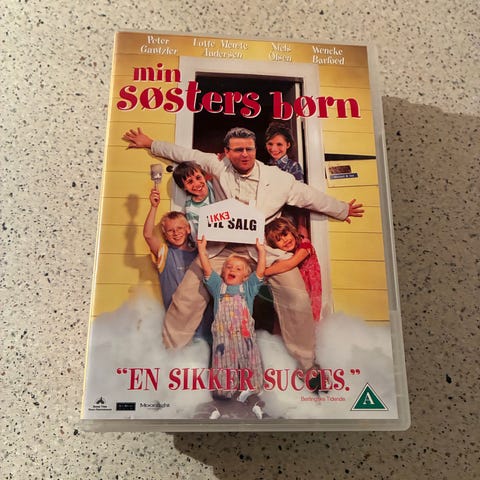 Peter Gantzler
Lotte Merete Andersen
Niels Olsen
Wencke Barfoed
min
søsters børn
IKKE
TIL SALG
"EN SIKKER SUCCES."
Berlingske Tidende
Moonlight
A